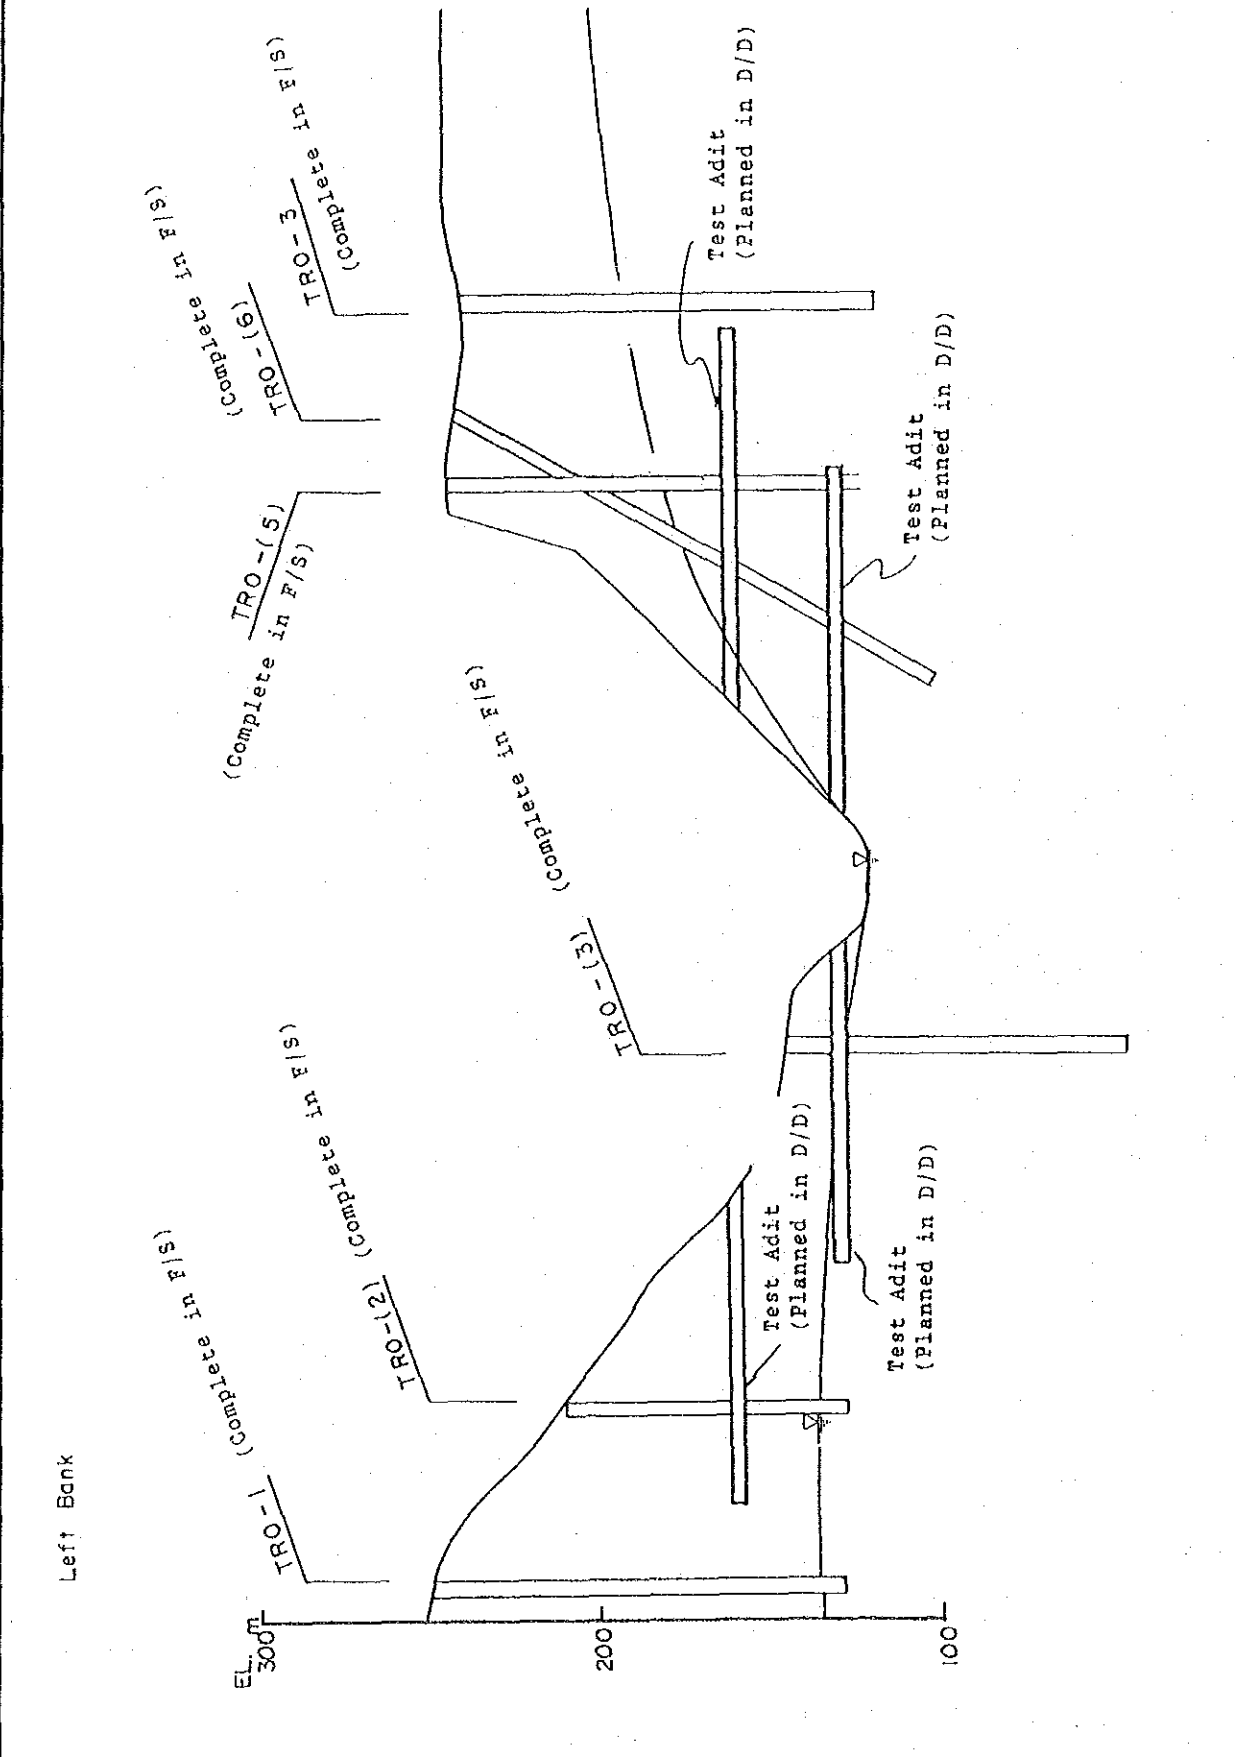 Left Bank
EL. m
300
200
100
TRO-1 (Complete in F/S)
TRO-(2) (Complete in F/S)
TRO-(3) (Complete in F/S)
TRO-(5)
(Complete in F/S)
(Complete in F/S)
TRO-(6)
TRO-3
(Complete in F/S)
Test Adit
(Planned in D/D)
Test Adit
(Planned in D/D)
Test Adit
(Planned in D/D)
Test Adit
(Planned in D/D)